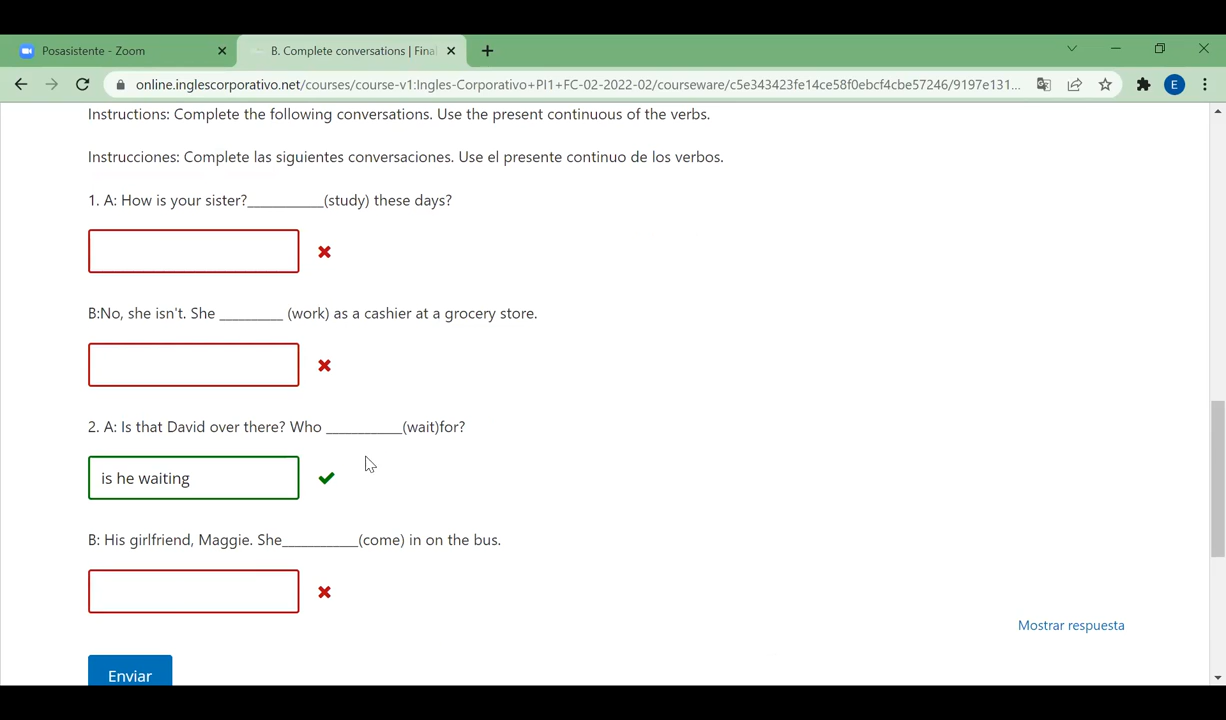 Posasistente - Zoom
B. Complete conversations | Final
online.inglescorporativo.net/courses/course-v1:Ingles-Corporativo+PI1+FC-02-2022-02/courseware/c5e343423fe14ce58f0ebcf4cbe57246/9197e131...
E
Instructions: Complete the following conversations. Use the present continuous of the verbs.
Instrucciones: Complete las siguientes conversaciones. Use el presente continuo de los verbos.
1. A: How is your sister?__________(study) these days?
B:No, she isn't. She ________ (work) as a cashier at a grocery store.
2. A: Is that David over there? Who __________(wait)for?
is he waiting
B: His girlfriend, Maggie. She__________(come) in on the bus.
Mostrar respuesta
Enviar